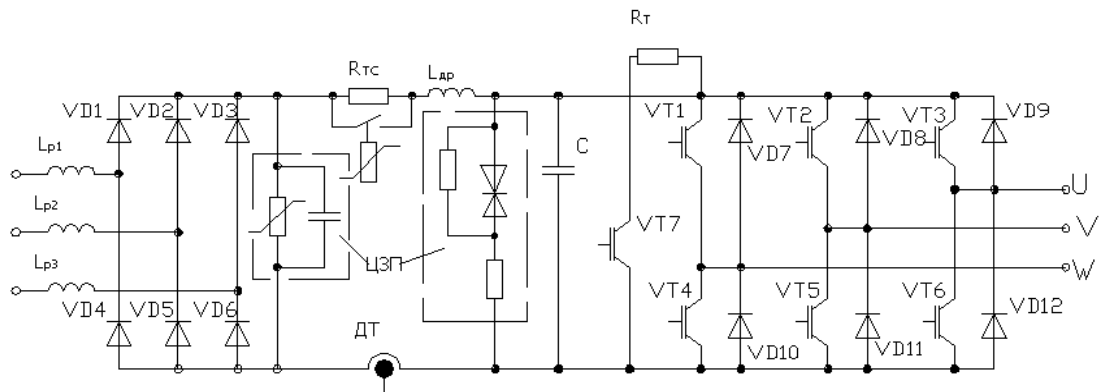 Rт
Rтс
Lдр
VD1 VD2 VD3
VT1
VT2
VT3
VD9
Lр1
VD7
VD8
C
Lр2
VT7
U
V
ЦЗП
W
Lр3
VD4 VD5 VD6
VT4
VT5
VT6
VD12
ДТ
VD10
VD11